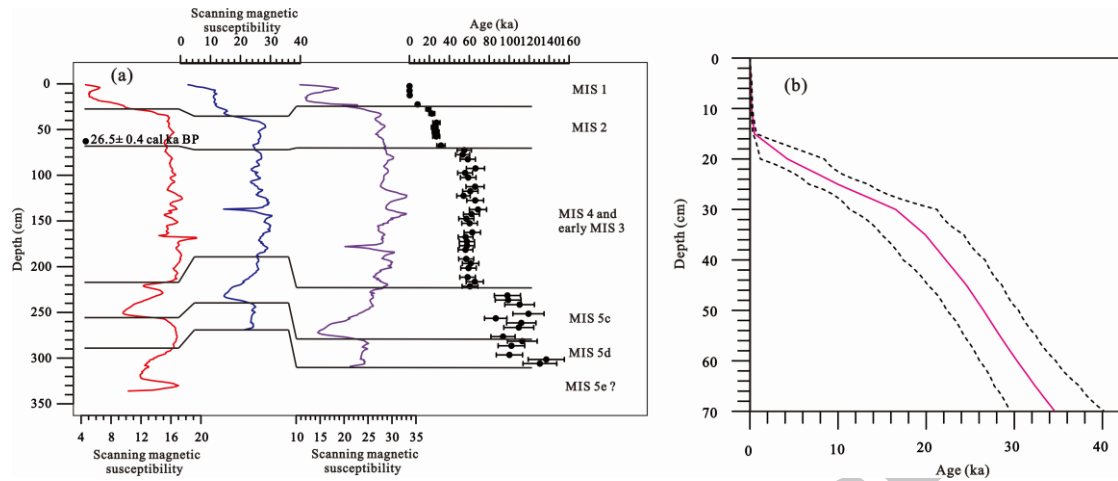 Scanning magnetic
susceptibility
0 10 20 30 40
Age (ka)
0 20 40 60 80 100 120 140 160
(a)
Depth (cm)
0
50
100
150
200
250
300
350
26.5± 0.4 cal ka BP
MIS 1
MIS 2
MIS 4 and
early MIS 3
MIS 5c
MIS 5d
MIS 5e ?
4 8 12 16 20
Scanning magnetic
susceptibility
10 15 20 25 30 35
Scanning magnetic
susceptibility
(b)
Depth (cm)
0
10
20
30
40
50
60
70
0 10 20 30 40
Age (ka)